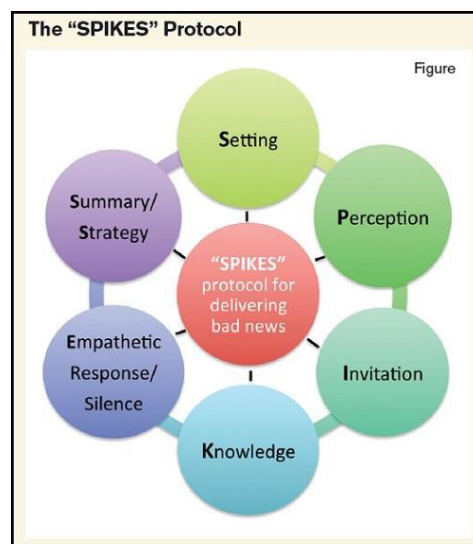 The “SPIKES” Protocol
Figure
Setting
Perception
Invitation
Knowledge
Empathetic
Response/
Silence
Summary/
Strategy
“SPIKES”
protocol for
delivering
bad news